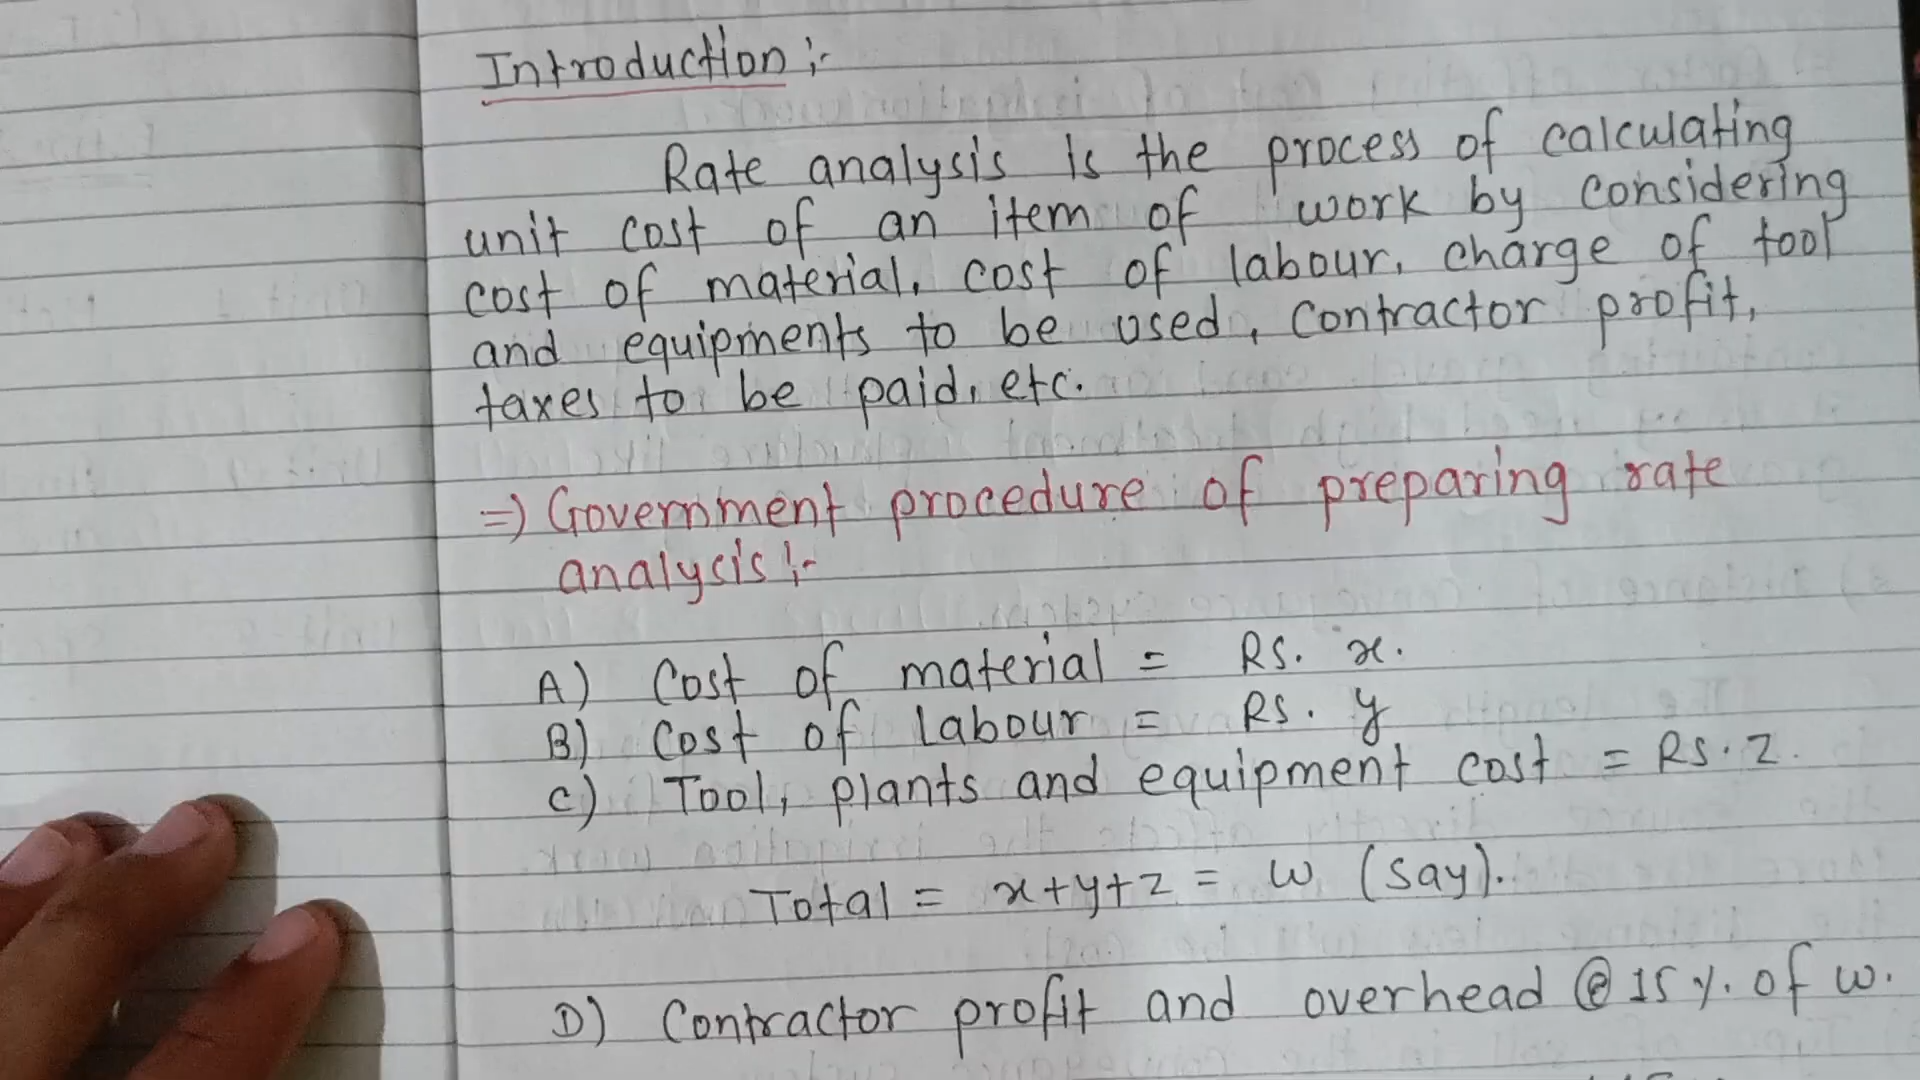 Introduction :-
Rate analysis is the process of calculating
unit cost of an item of work by considering
cost of material, cost of labour, charge of tool
and equipments to be used, contractor profit,
taxes to be paid, etc.
=> Government procedure of preparing rate
analysis :-
A) Cost of material = RS. x.
B) Cost of labour = RS. y
C) Tool, plants and equipment cost = RS. z.
Total = x+y+z = w (say).
D) Contractor profit and overhead @ 15 %. of w.